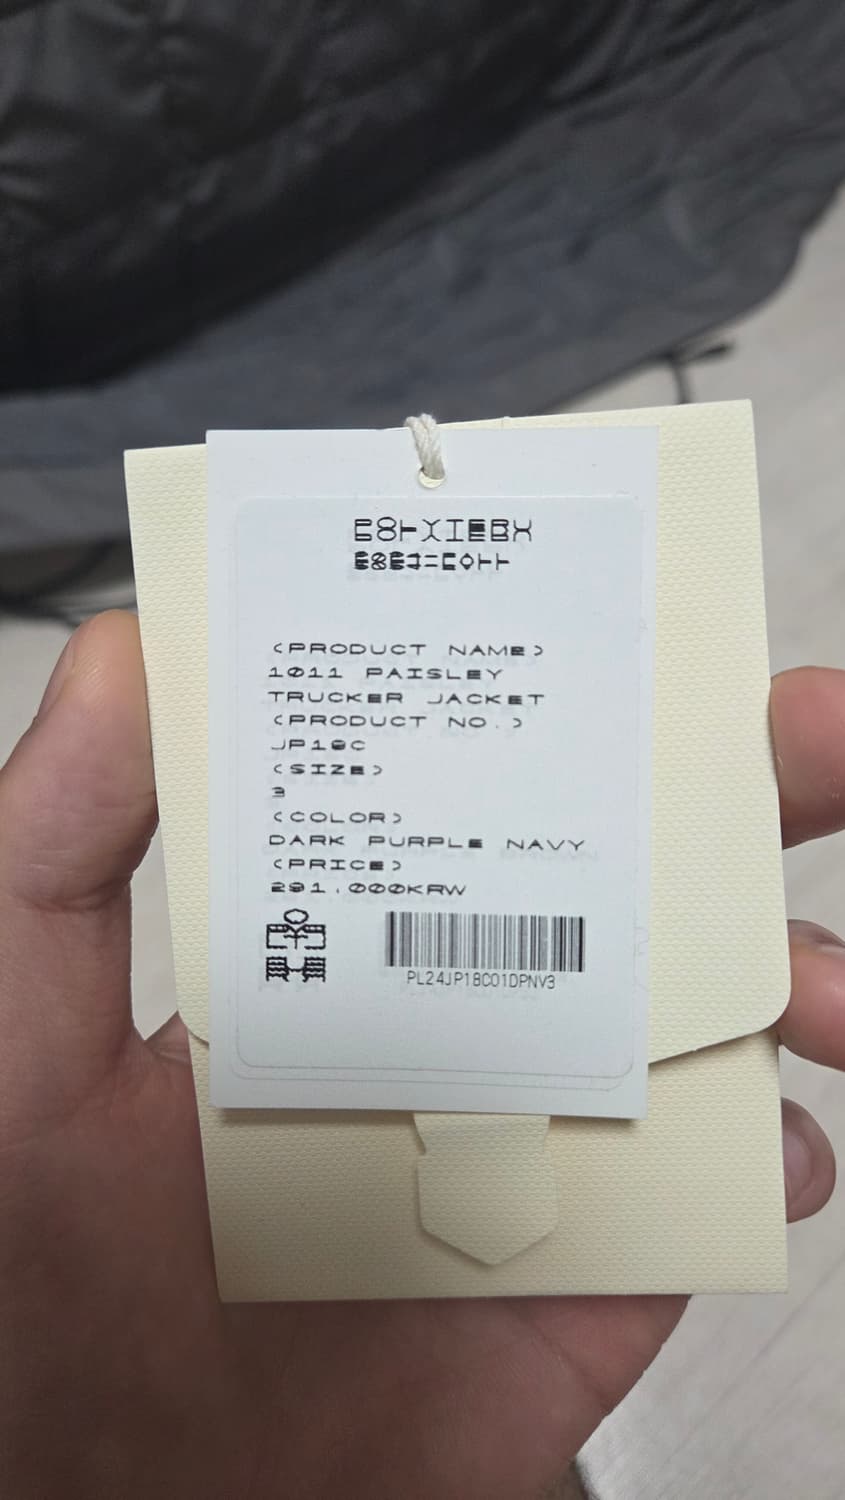 <PRODUCT NAME>
1011 PAISLEY
TRUCKER JACKET
<PRODUCT NO.>
JP18C
<SIZE>
3
<COLOR>
DARK PURPLE NAVY
<PRICE>
291.000KRW
PL24JP18C01DPNV3